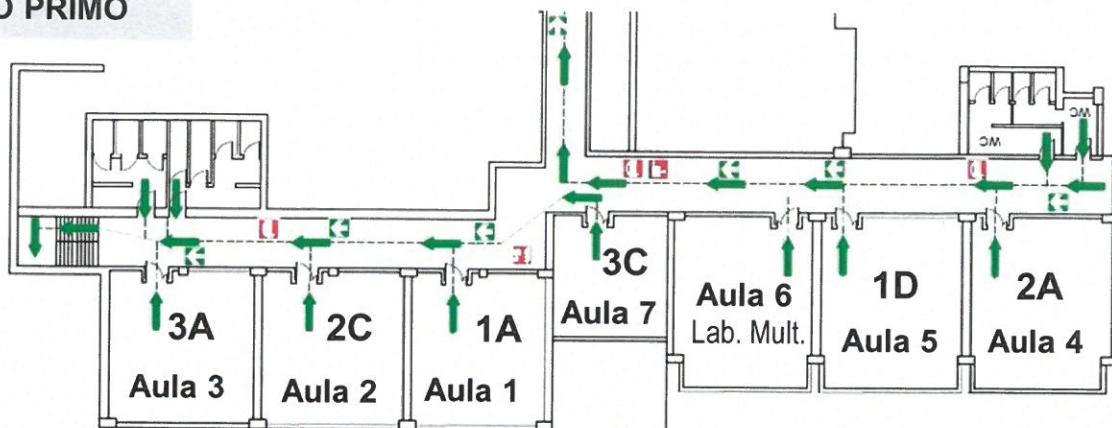 O PRIMO
WC
WC
3A
Aula 3
2C
Aula 2
1A
Aula 1
3C
Aula 7
Aula 6
Lab. Mult.
1D
Aula 5
2A
Aula 4